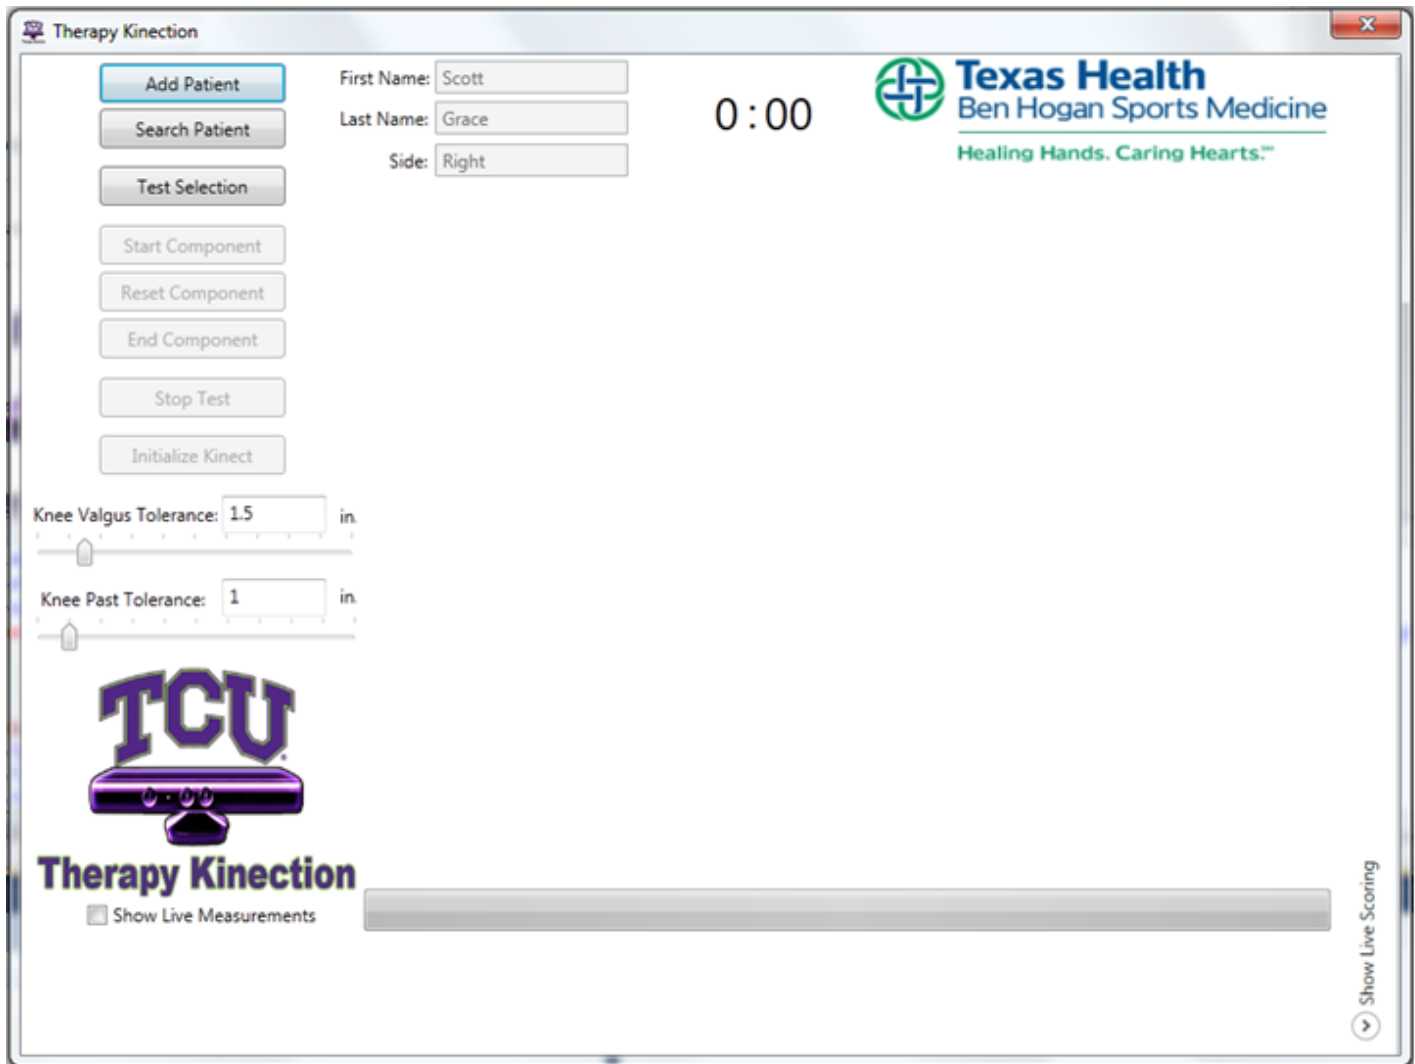 Therapy Kinection
Add Patient
Search Patient
Test Selection
Start Component
Reset Component
End Component
Stop Test
Initialize Kinect
Knee Valgus Tolerance: 1.5 in.
Knee Past Tolerance: 1 in.
First Name: Scott
Last Name: Grace
Side: Right
0:00
Texas Health
Ben Hogan Sports Medicine
Healing Hands. Caring Hearts.℠
TCU
Therapy Kinection
Show Live Measurements
Show Live Scoring